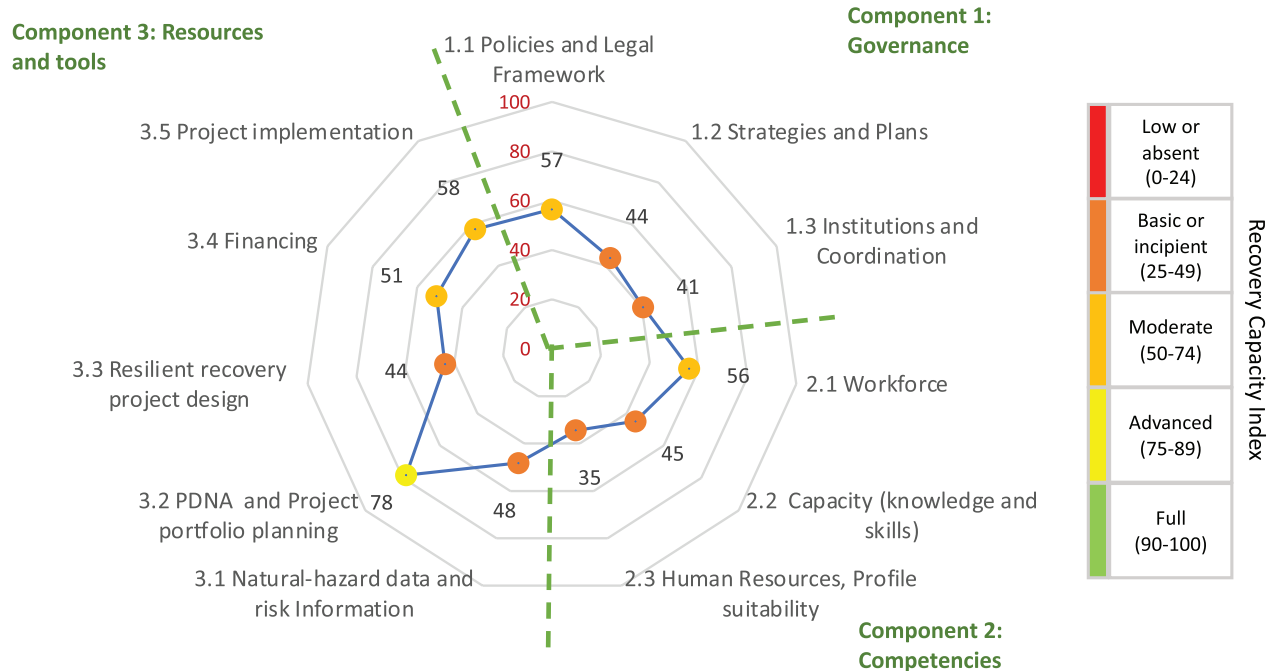 Component 3: Resources
and tools
Component 1:
Governance
1.1 Policies and Legal
Framework
1.2 Strategies and Plans
1.3 Institutions and
Coordination
2.1 Workforce
2.2 Capacity (knowledge and
skills)
2.3 Human Resources, Profile
suitability
3.1 Natural-hazard data and
risk Information
3.2 PDNA and Project
portfolio planning
3.3 Resilient recovery
project design
3.4 Financing
3.5 Project implementation
100
80
60
40
20
0
57
44
41
56
45
35
48
78
44
51
58
Component 2:
Competencies
Low or
absent
(0-24)
Basic or
incipient
(25-49)
Moderate
(50-74)
Advanced
(75-89)
Full
(90-100)
Recovery Capacity Index